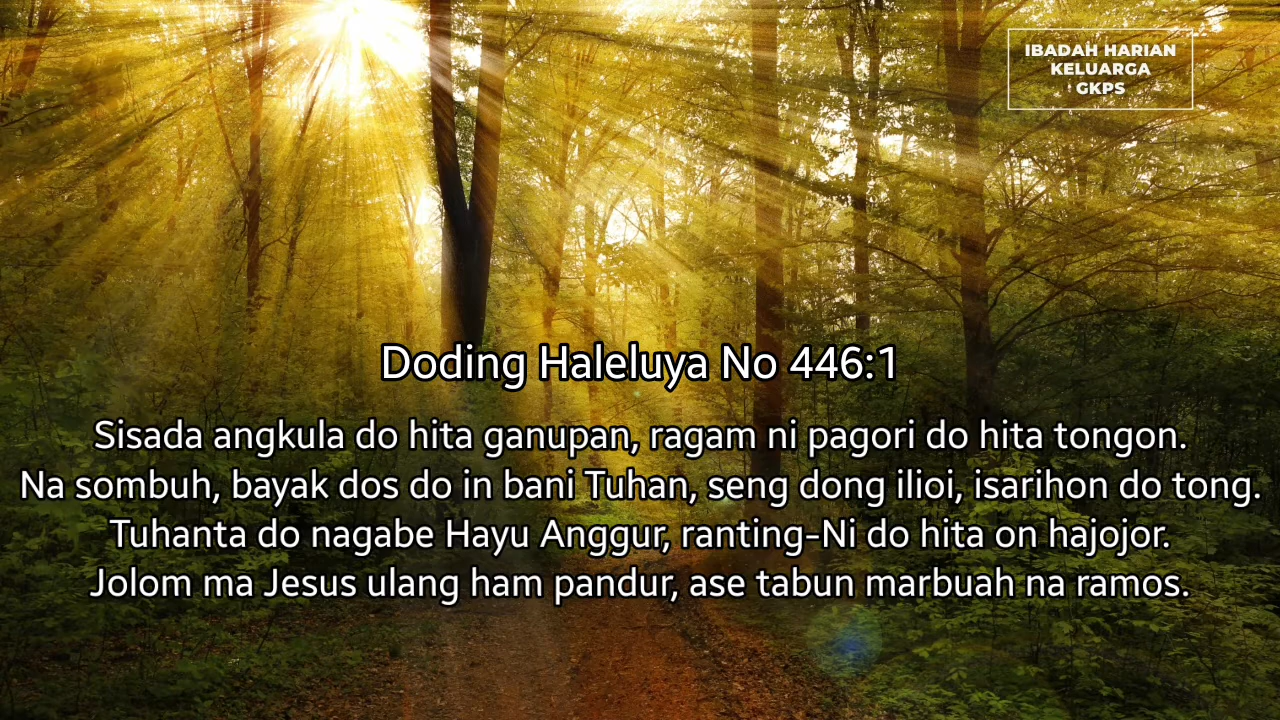 IBADAH HARIAN
KELUARGA
GKPS
Doding Haleluya No 446:1
Sisada angkula do hita ganupan, ragam ni pagori do hita tongon.
Na sombuh, bayak dos do in bani Tuhan, seng dong ilioi, isarihon do tong.
Tuhanta do nagabe Hayu Anggur, ranting-Ni do hita on hajojor.
Jolom ma Jesus ulang ham pandur, ase tabun marbuah na ramos.